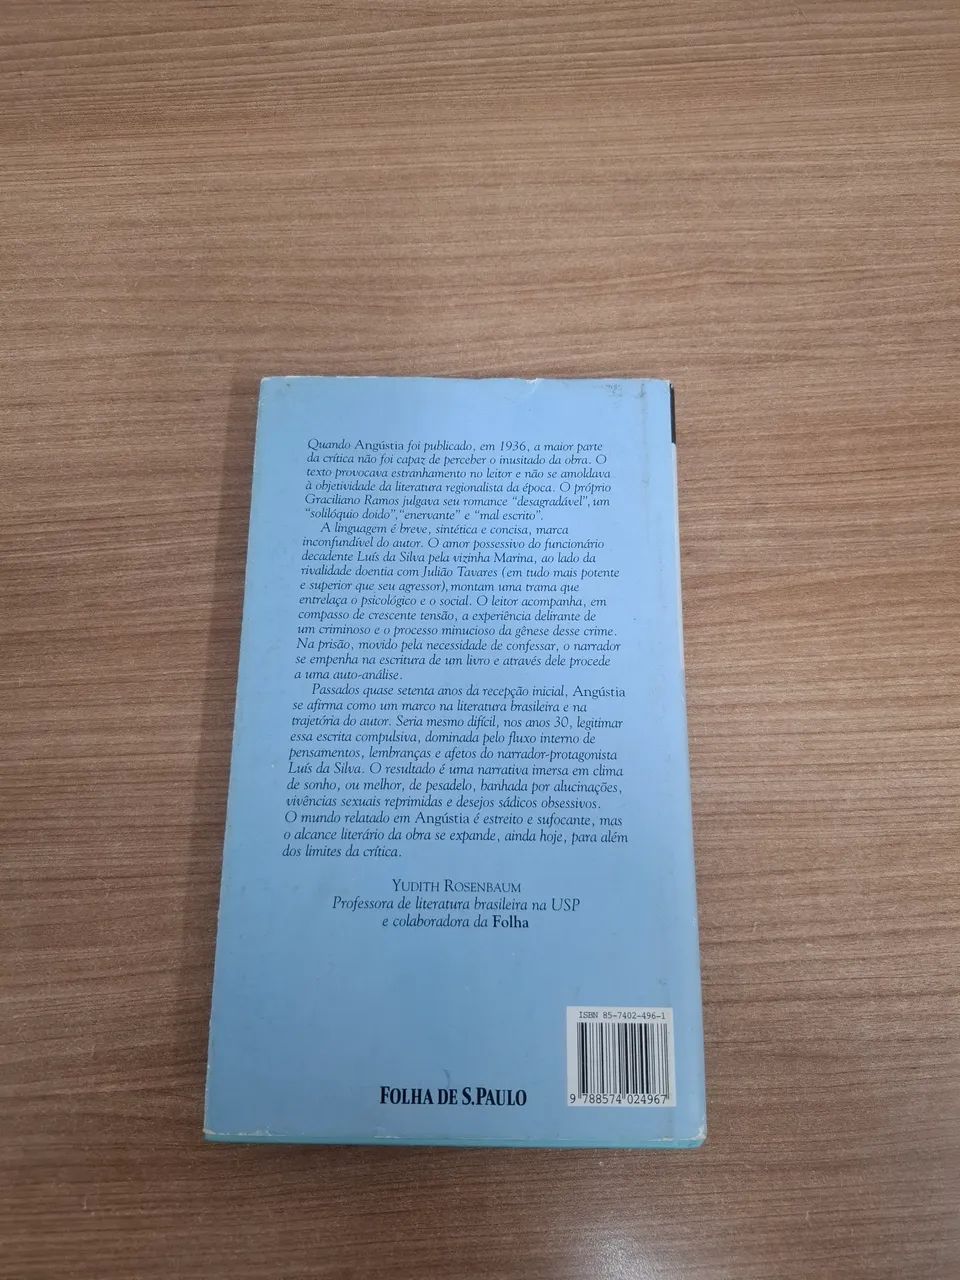 Quando Angústia foi publicado, em 1936, a maior parte
da crítica não foi capaz de perceber o inusitado da obra. O
texto provocava estranhamento no leitor e não se amoldava
à objetividade da literatura regionalista da época. O próprio
Graciliano Ramos julgava seu romance “desagradável”, um
“solilóquio doido”, “enervante” e “mal escrito”.
A linguagem é breve, sintética e concisa, marca
inconfundível do autor. O amor possessivo do funcionário
decadente Luís da Silva pela vizinha Marina, ao lado da
rivalidade doentia com Julião Tavares (em tudo mais potente
e superior que seu agressor), montam uma trama que
entrelaça o psicológico e o social. O leitor acompanha, em
compasso de crescente tensão, a experiência delirante de
um criminoso e o processo minucioso da gênese desse crime.
Na prisão, movido pela necessidade de confessar, o narrador
se empenha na escritura de um livro e através dele procede
a uma auto-análise.
Passados quase setenta anos da recepção inicial, Angústia
se afirma como um marco na literatura brasileira e na
trajetória do autor. Seria mesmo difícil, nos anos 30, legitimar
essa escrita compulsiva, dominada pelo fluxo interno de
pensamentos, lembranças e afetos do narrador-protagonista
Luís da Silva. O resultado é uma narrativa imersa em clima
de sonho, ou melhor, de pesadelo, banhada por alucinações,
vivências sexuais reprimidas e desejos sádicos obsessivos.
O mundo relatado em Angústia é estreito e sufocante, mas
o alcance literário da obra se expande, ainda hoje, para além
dos limites da crítica.
YUDITH ROSENBAUM
Professora de literatura brasileira na USP
e colaboradora da Folha
ISBN 85-7402-496-1
9 788574 024967
FOLHA DE S.PAULO